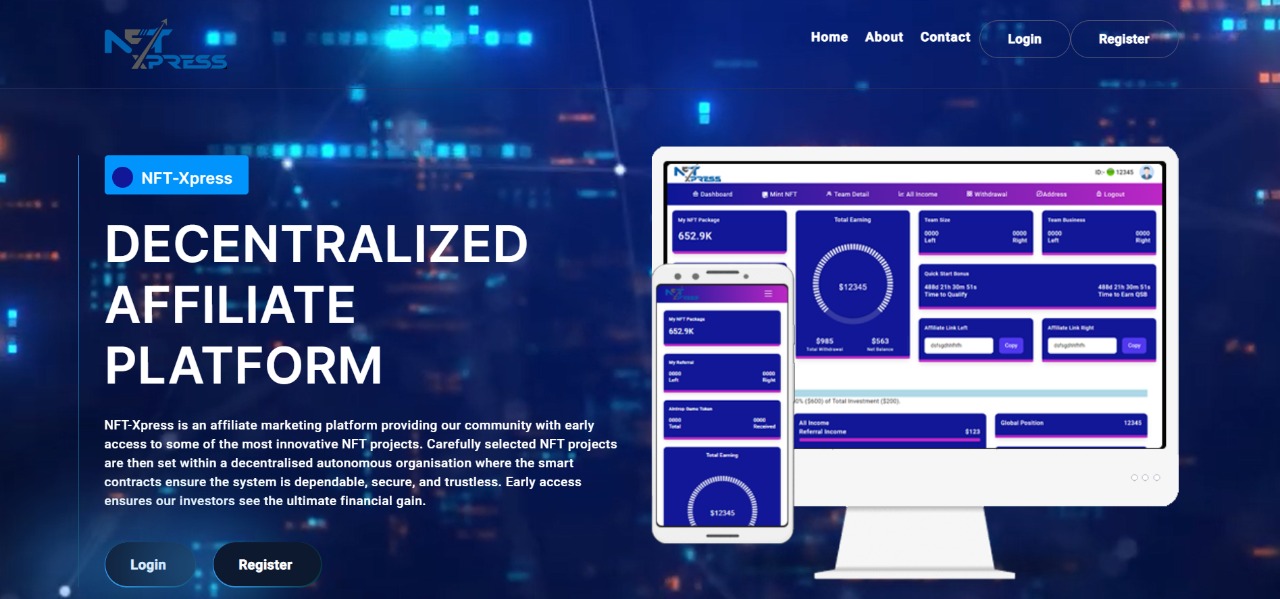 NFT
XPRESS
Home About Contact Login Register
NFT-Xpress
DECENTRALIZED
AFFILIATE
PLATFORM
NFT-Xpress is an affiliate marketing platform providing our community with early
access to some of the most innovative NFT projects. Carefully selected NFT projects
are then set within a decentralised autonomous organisation where the smart
contracts ensure the system is dependable, secure, and trustless. Early access
ensures our investors see the ultimate financial gain.
Login Register
NFT
XPRESS
ID:- 12345
Dashboard Mint NFT Team Detail All Income Withdrawal Address Logout
My NFT Package
652.9K
Total Earning
$12345
$985 $563
Total Withdrawal Net Balance
Team Size
0000 0000
Left Right
Team Business
0000 0000
Left Right
Quick Start Bonus
488d 21h 30m 51s 488d 21h 30m 51s
Time to Qualify Time to Earn QSB
Affiliate Link Left
Copy
Affiliate Link Right
Copy
($600) of Total Investment ($200).
All Income
Referral Income $123
Global Position 12345
My NFT Package
652.9K
My Referral
0000 0000
Left Right
Airdrop Gums Token
0000 0000
Total Received
Total Earning
$12345